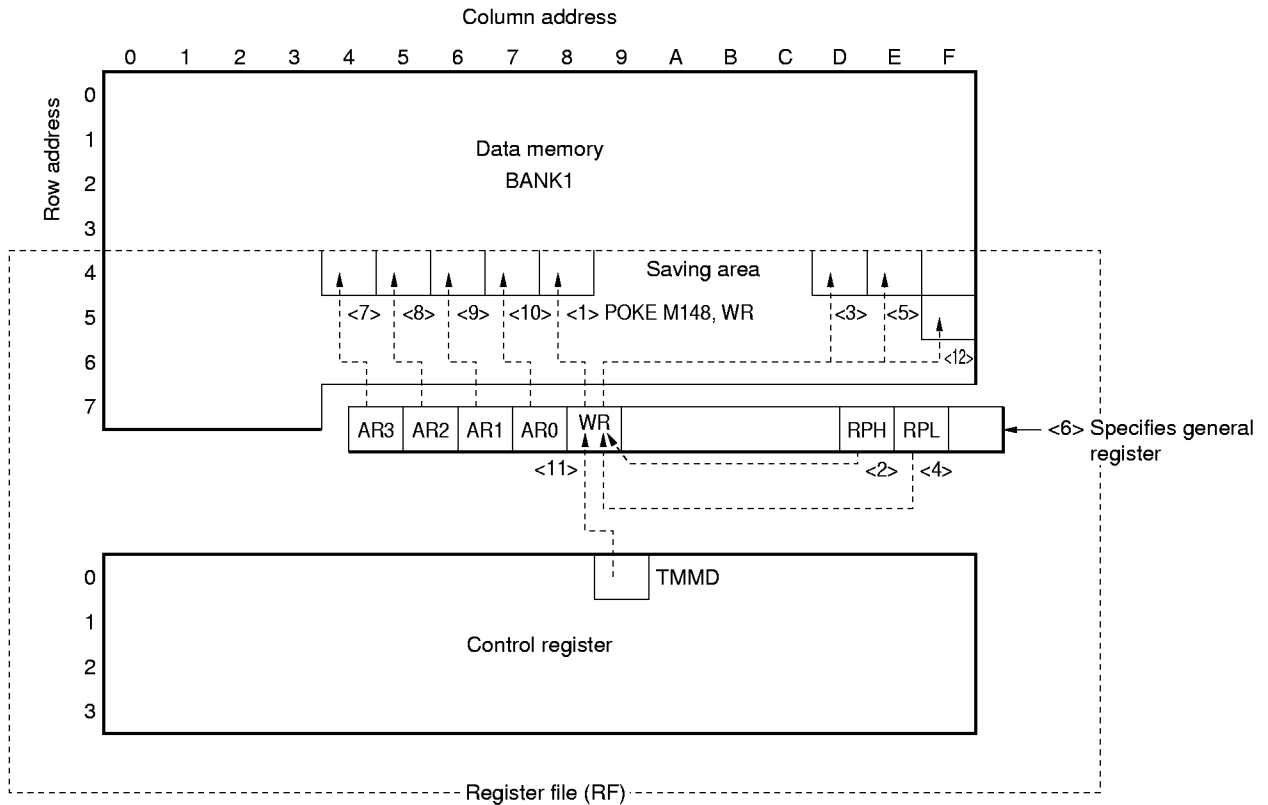 Column address
0 1 2 3 4 5 6 7 8 9 A B C D E F
Row address
0
1
2
3
4
5
6
7
Data memory
BANK1
Saving area
<7> <8> <9> <10> <1> POKE M148, WR <3> <5>
<12>
AR3 AR2 AR1 AR0 WR RPH RPL
<6> Specifies general
register
<11> <2> <4>
0
1
2
3
TMMD
Control register
Register file (RF)